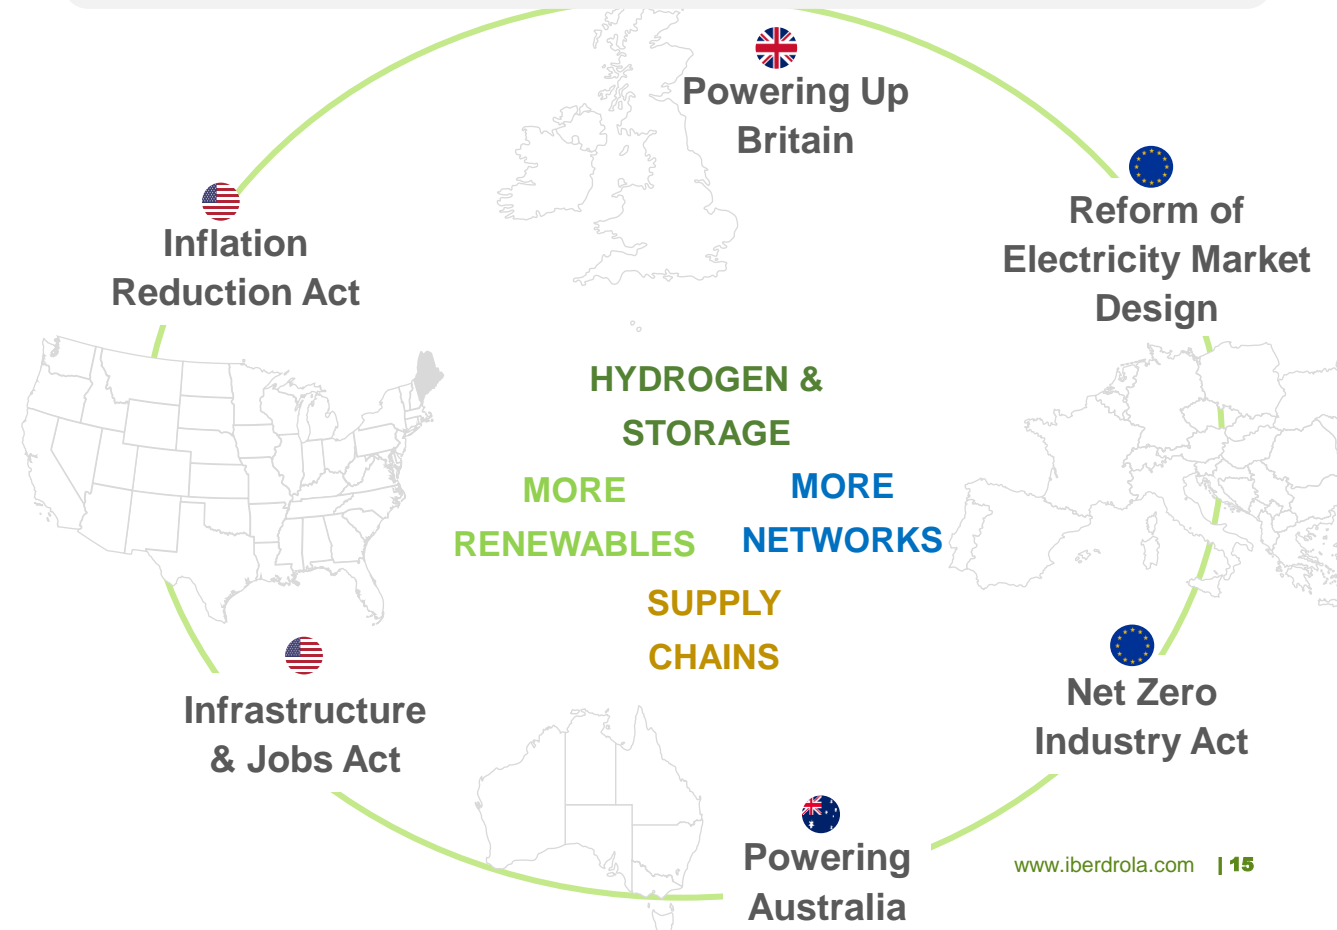 Powering Up
Britain
Reform of
Electricity Market
Design
Inflation
Reduction Act
HYDROGEN &
STORAGE
MORE
RENEWABLES
MORE
NETWORKS
SUPPLY
CHAINS
Infrastructure
& Jobs Act
Net Zero
Industry Act
Powering
Australia
www.iberdrola.com | 15